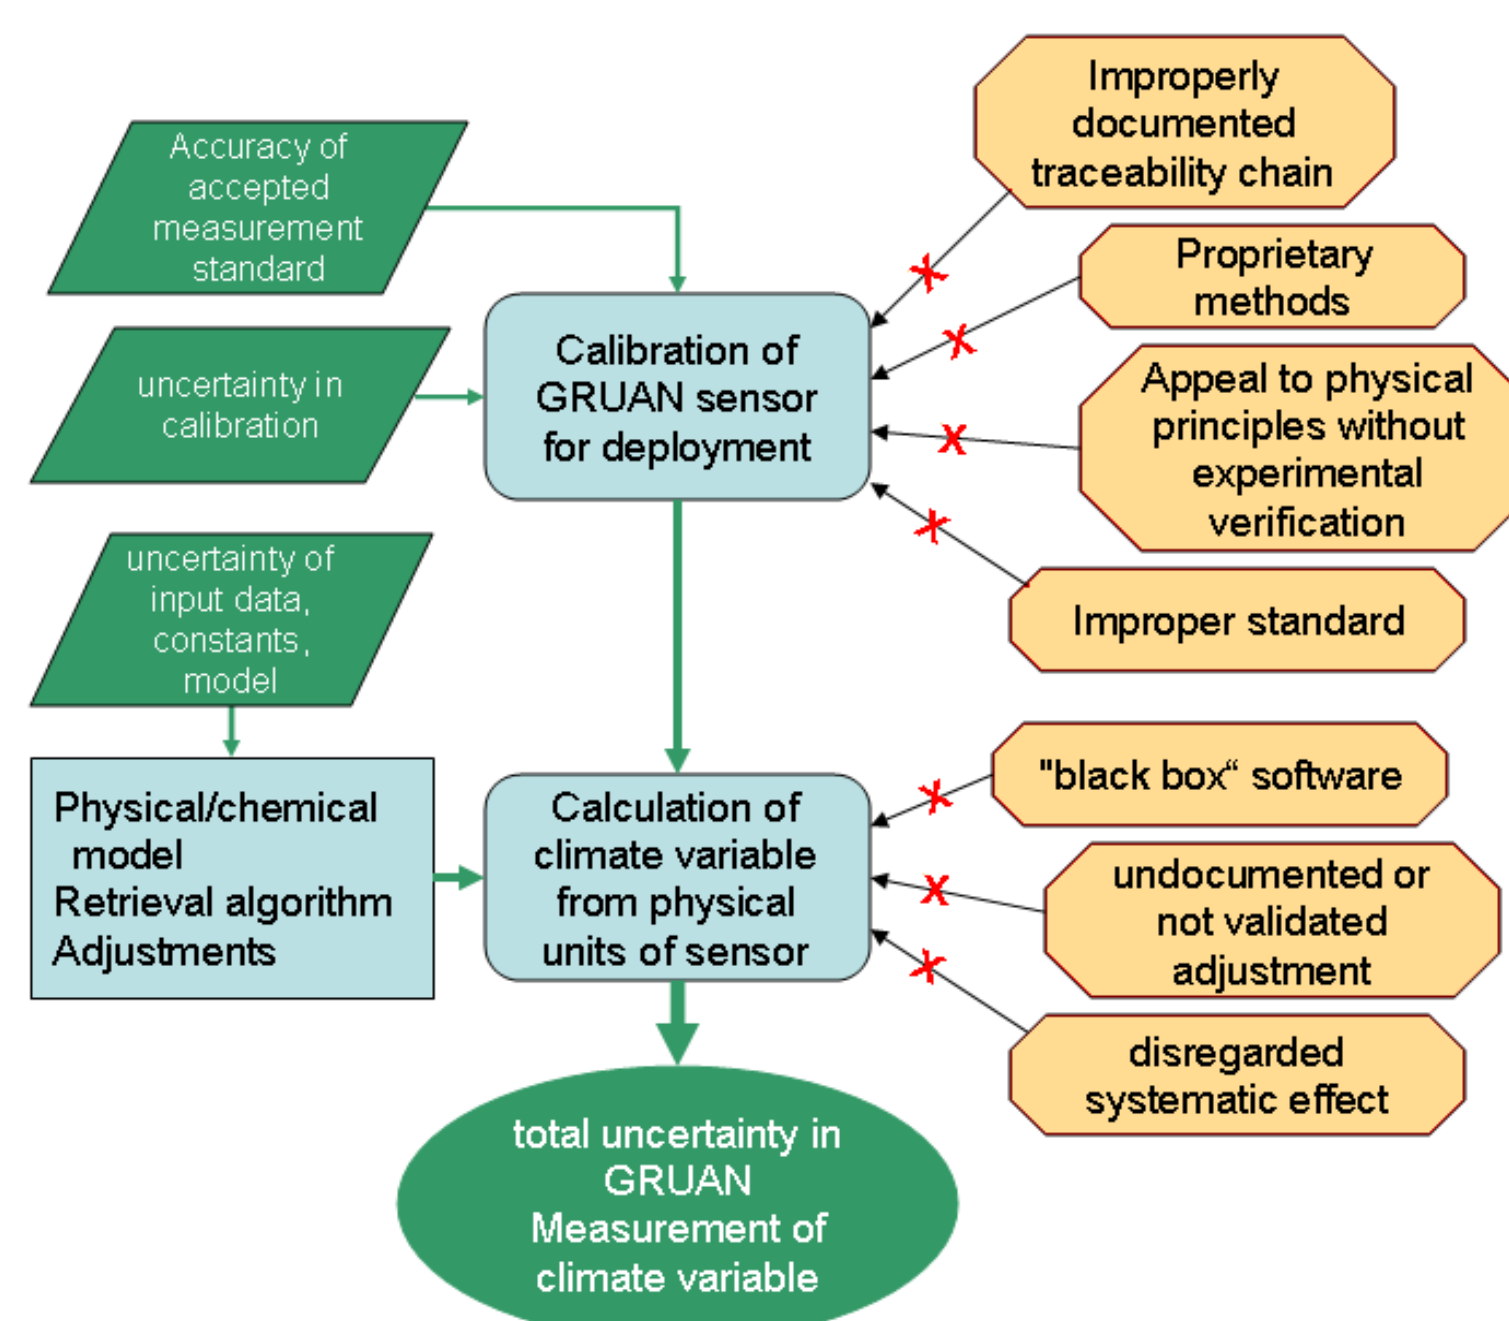 Accuracy of
accepted
measurement
standard
uncertainty in
calibration
uncertainty of
input data,
constants,
model
Physical/chemical
model
Retrieval algorithm
Adjustments
Calibration of
GRUAN sensor
for deployment
Calculation of
climate variable
from physical
units of sensor
total uncertainty in
GRUAN
Measurement of
climate variable
Improperly
documented
traceability chain
Proprietary
methods
Appeal to physical
principles without
experimental
verification
Improper standard
"black box“ software
undocumented or
not validated
adjustment
disregarded
systematic effect